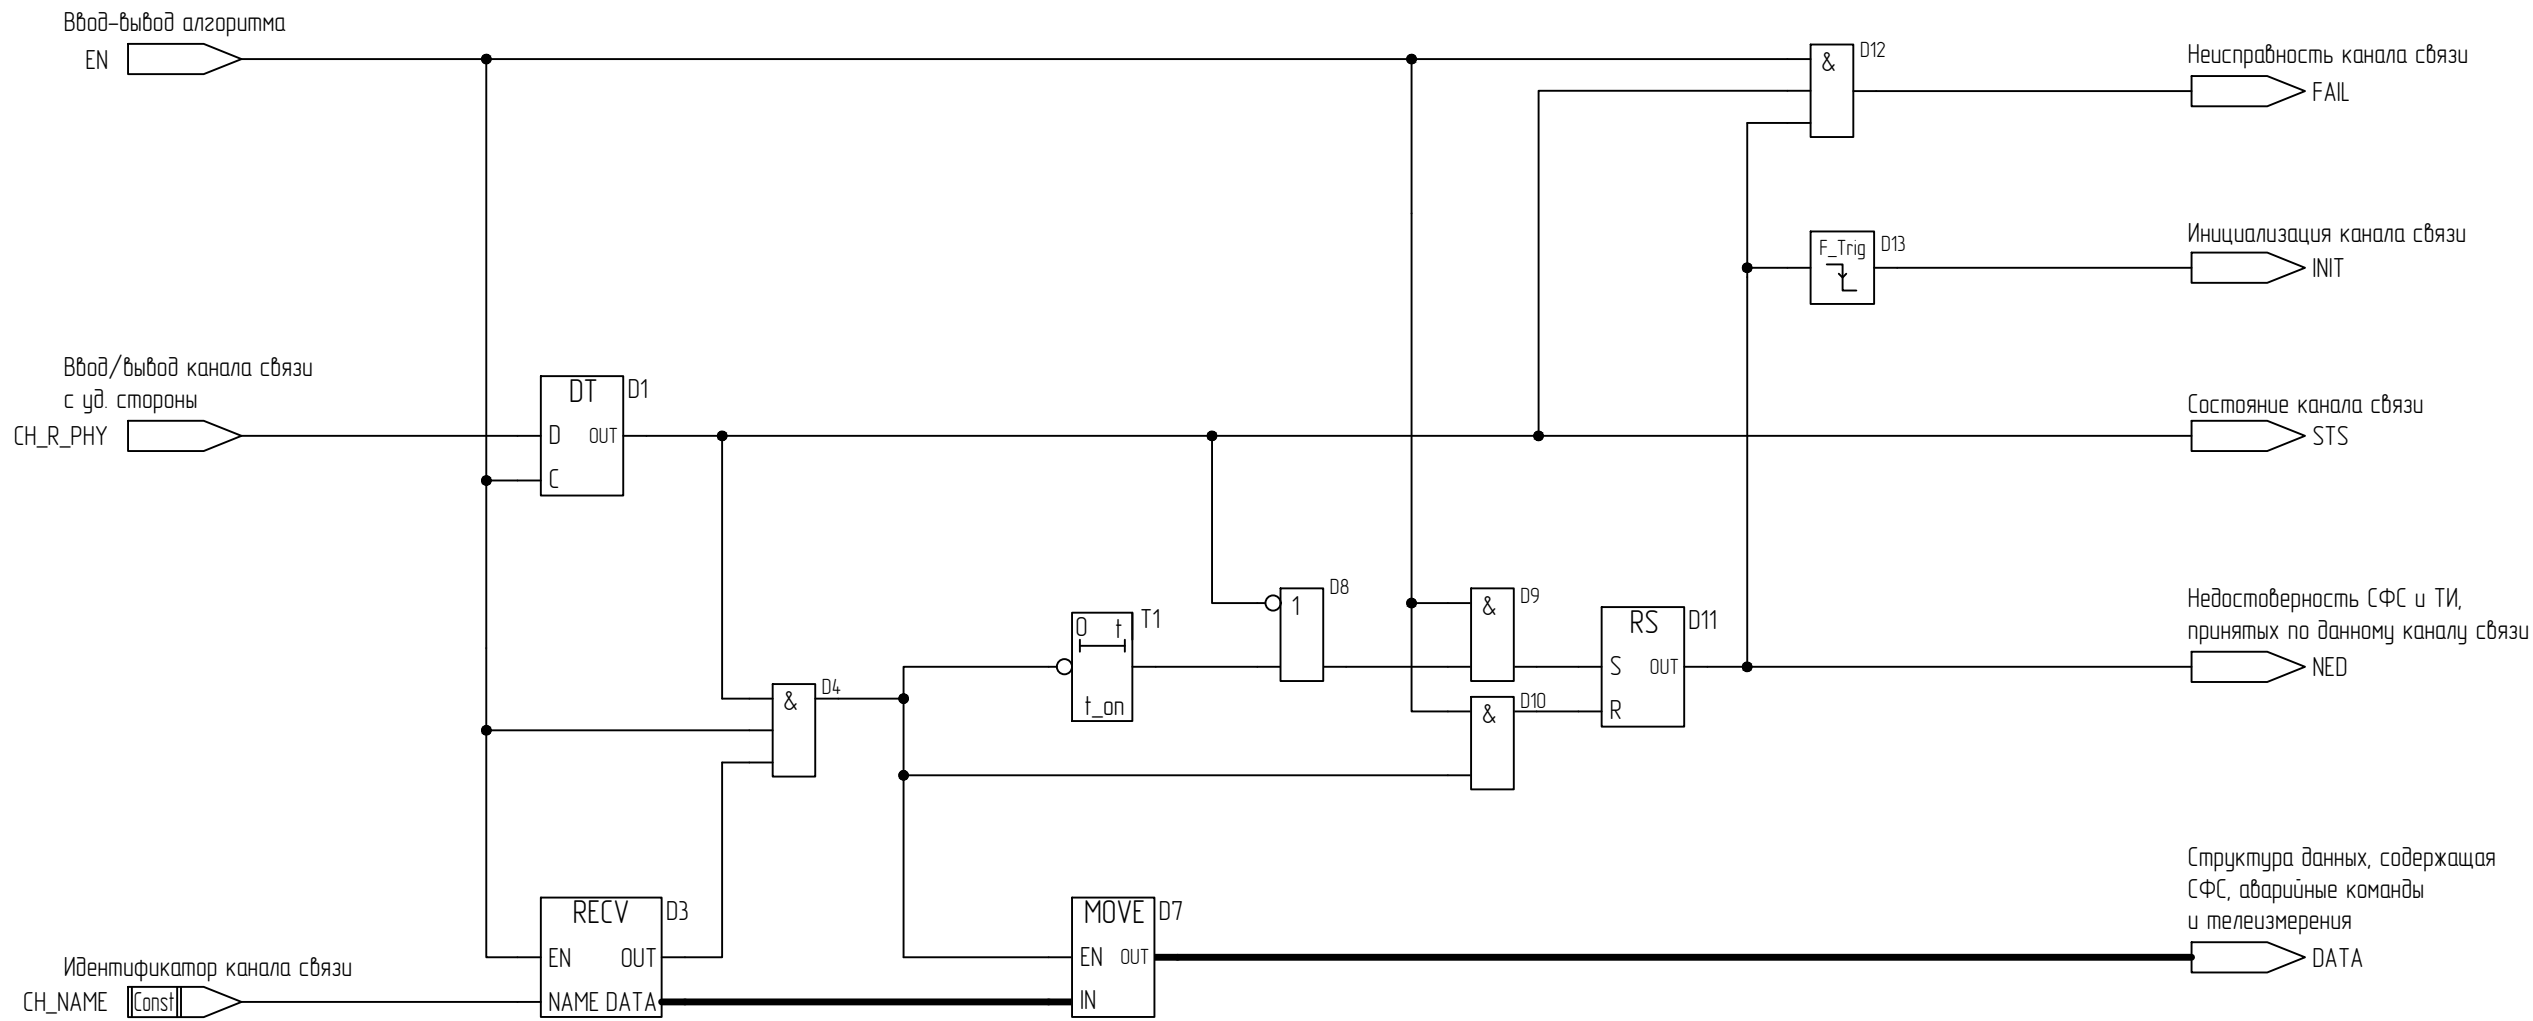 Ввод-вывод алгоритма
EN
& D12
Неисправность канала связи
FAIL
F_Trig D13
Инициализация канала связи
INIT
Ввод/вывод канала связи
с уд. стороны
CH_R_PHY
DT D1
D OUT
C
Состояние канала связи
STS
1 D8
& D9
0 t T1
t_on
RS D11
S OUT
R
Недостоверность СФС и ТИ,
принятых по данному каналу связи
NED
& D4
& D10
Идентификатор канала связи
CH_NAME Const
RECV D3
EN OUT
NAME DATA
MOVE D7
EN OUT
IN
Структура данных, содержащая
СФС, аварийные команды
и телеизмерения
DATA